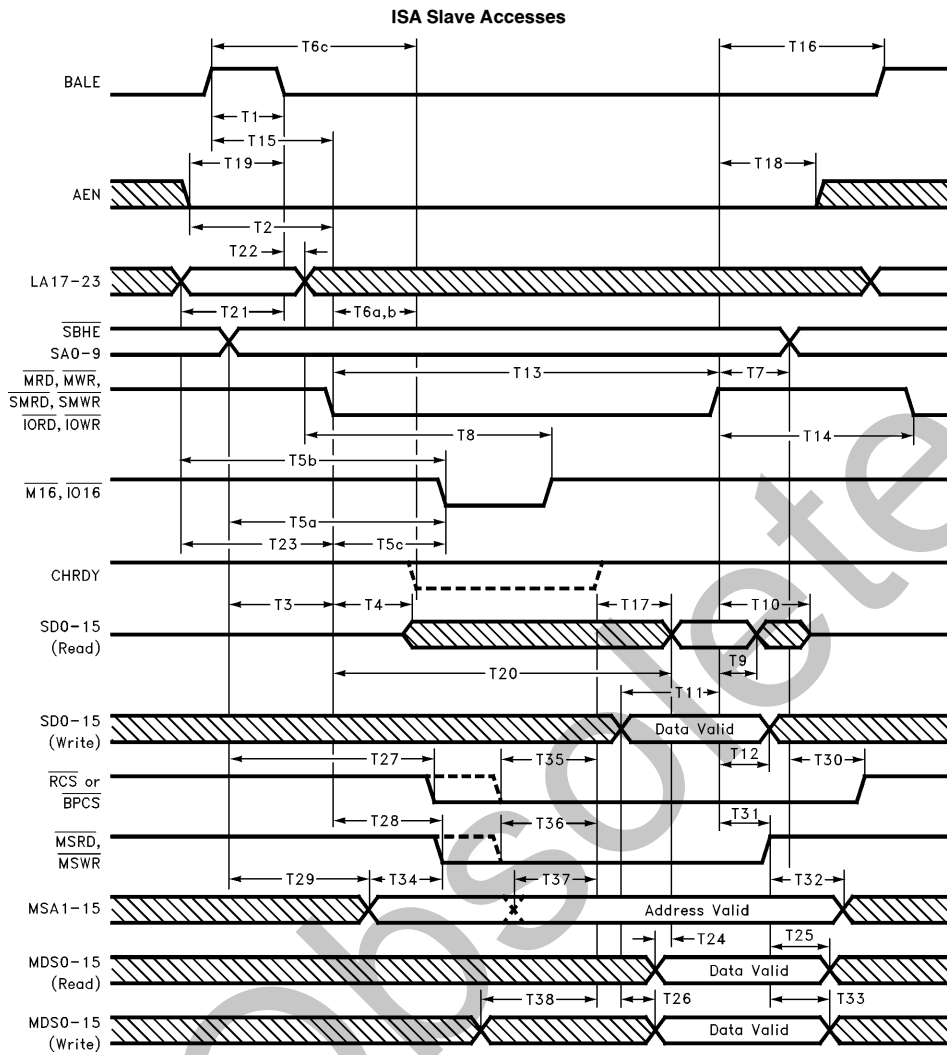 ISA Slave Accesses
T6c
T16
BALE
T1
T15
T19
T18
AEN
T2
T22
LA17-23
T21
T6a,b
SBHE
SA0-9
T13
T7
MRD, MWR,
SMRD, SMWR
IORD, IOWR
T8
T14
T5b
M16, IO16
T5a
T23
T5c
CHRDY
T3
T4
T17
T10
SD0-15
(Read)
T9
T20
T11
SD0-15
(Write)
Data Valid
T27
T35
T12
T30
RCS or
BPCS
T28
T36
T31
MSRD,
MSWR
T29
T34
T37
T32
MSA1-15
Address Valid
T24
T25
MDS0-15
(Read)
Data Valid
T38
T26
T33
MDS0-15
(Write)
Data Valid
Obsolete